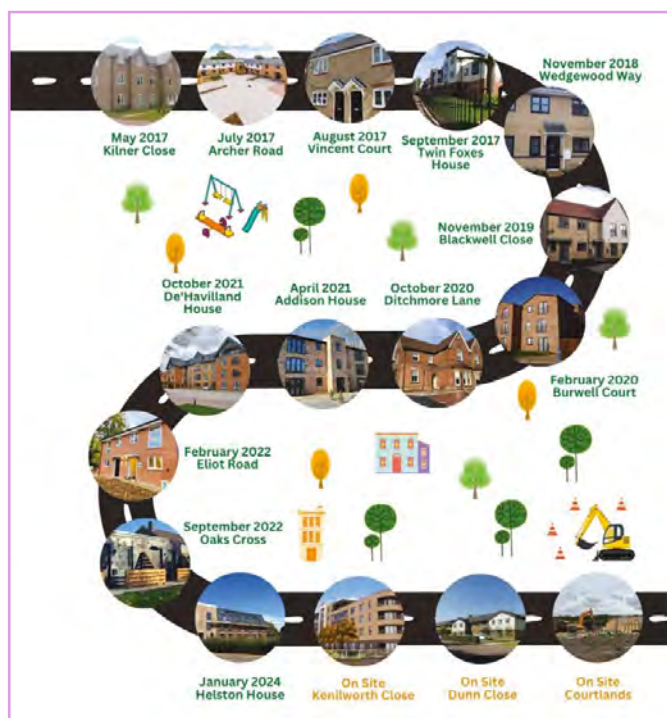 May 2017
Kilner Close
July 2017
Archer Road
August 2017
Vincent Court
September 2017
Twin Foxes
House
November 2018
Wedgewood Way
November 2019
Blackwell Close
February 2020
Burwell Court
October 2020
Ditchmore Lane
April 2021
Addison House
October 2021
De'Havilland
House
February 2022
Eliot Road
September 2022
Oaks Cross
January 2024
Helston House
On Site
Kenilworth Close
On Site
Dunn Close
On Site
Courtlands